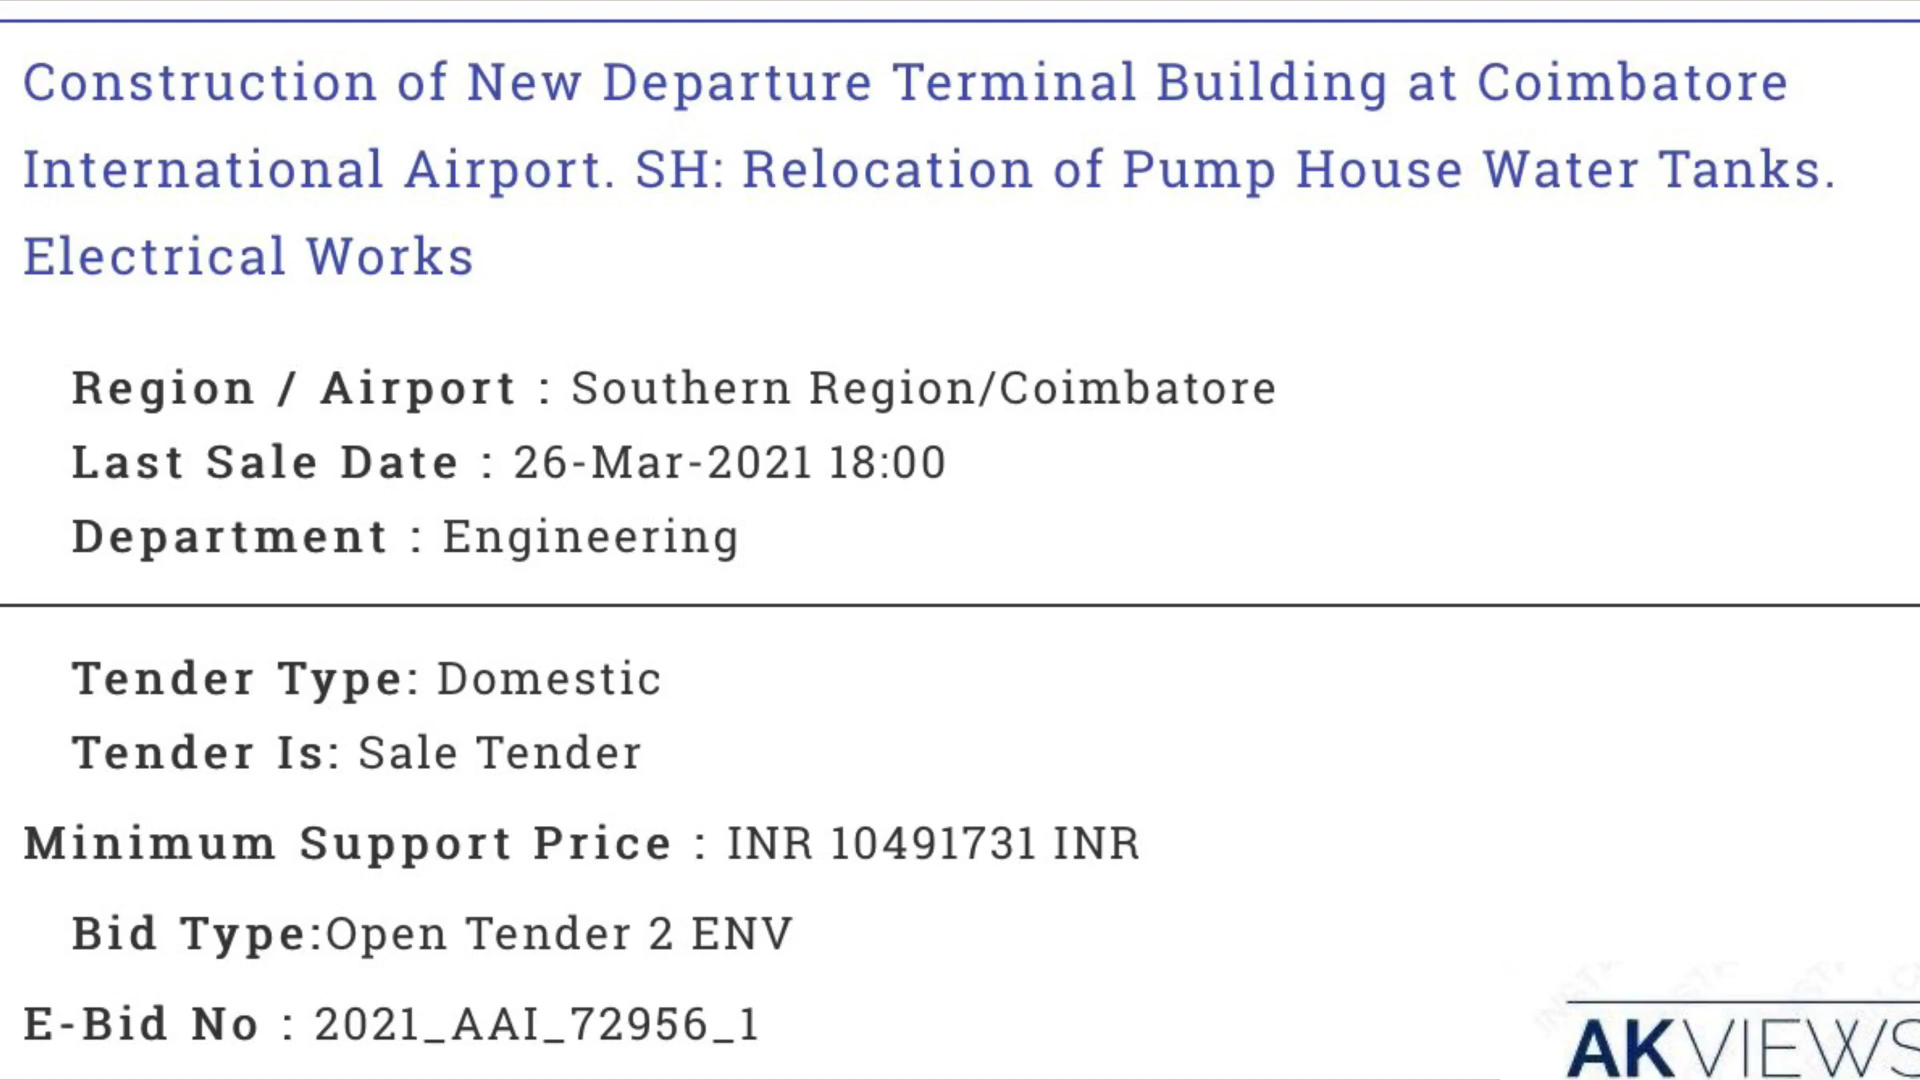 Construction of New Departure Terminal Building at Coimbatore
International Airport. SH: Relocation of Pump House Water Tanks.
Electrical Works
Region / Airport : Southern Region/Coimbatore
Last Sale Date : 26-Mar-2021 18:00
Department : Engineering
Tender Type: Domestic
Tender Is: Sale Tender
Minimum Support Price : INR 10491731 INR
Bid Type:Open Tender 2 ENV
E-Bid No : 2021_AAI_72956_1
AKVIEWS